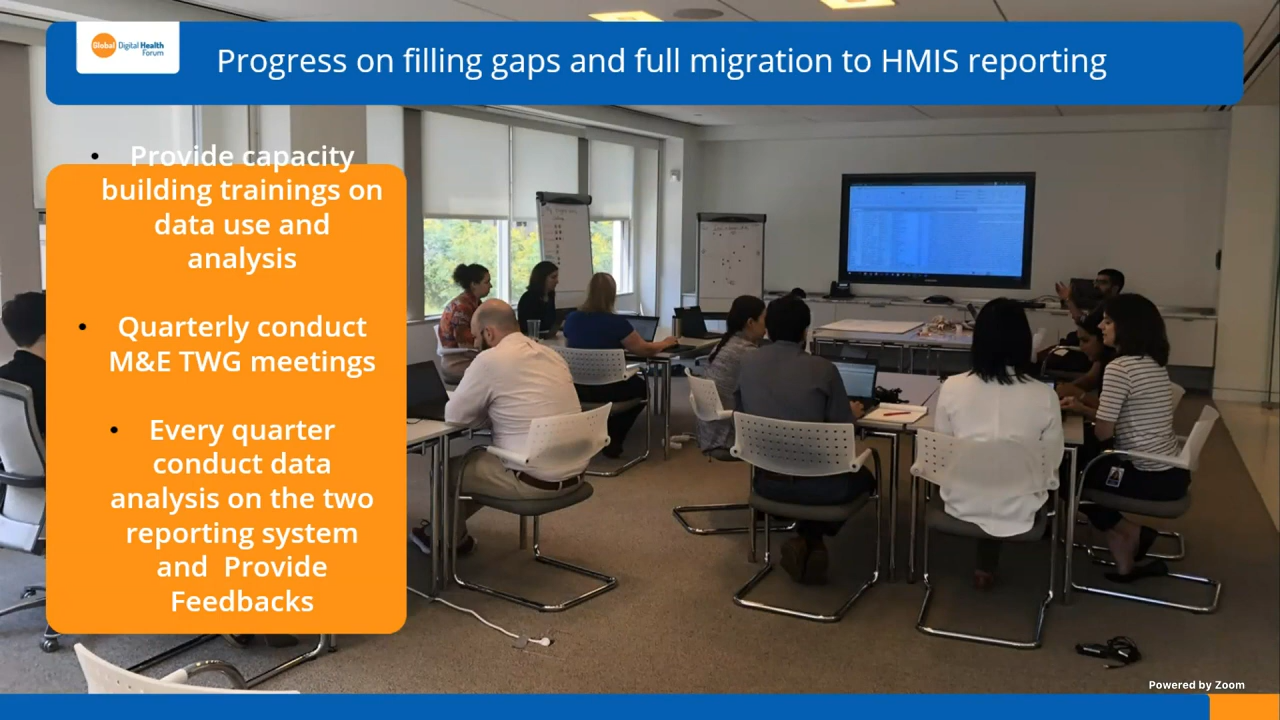 Global Digital Health
Forum
Progress on filling gaps and full migration to HMIS reporting
• Provide capacity
building trainings on
data use and
analysis
• Quarterly conduct
M&E TWG meetings
• Every quarter
conduct data
analysis on the two
reporting system
and  Provide
Feedbacks
Powered by Zoom